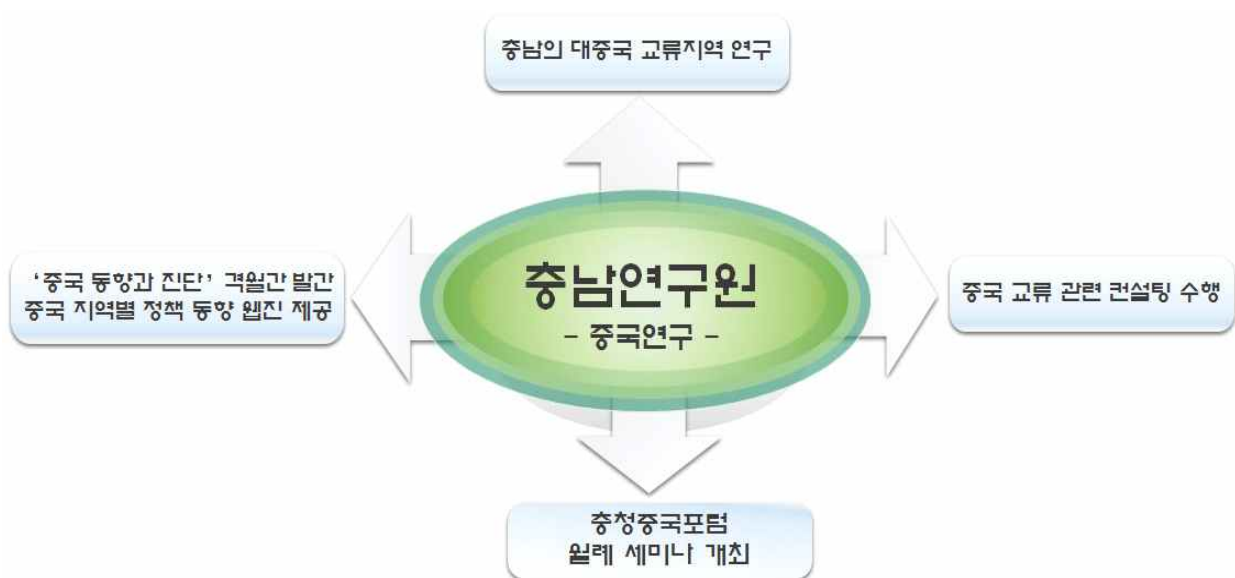 충남의 대중국 교류지역 연구
‘중국 동향과 진단’ 격월간 발간
중국 지역별 정책 동향 웹진 제공
충남연구원
- 중국연구 -
중국 교류 관련 컨설팅 수행
충청중국포럼
월례 세미나 개최